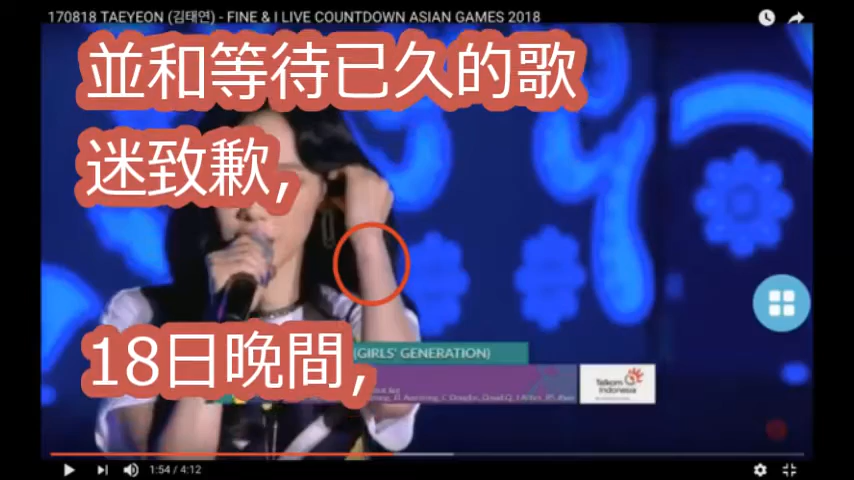 170818 TAEYEON (김태연) - FINE & I LIVE COUNTDOWN ASIAN GAMES 2018
並和等待已久的歌
迷致歉,
18日晚間,
(GIRLS' GENERATION)
Telkom
Indonesia
1:54 / 4:12